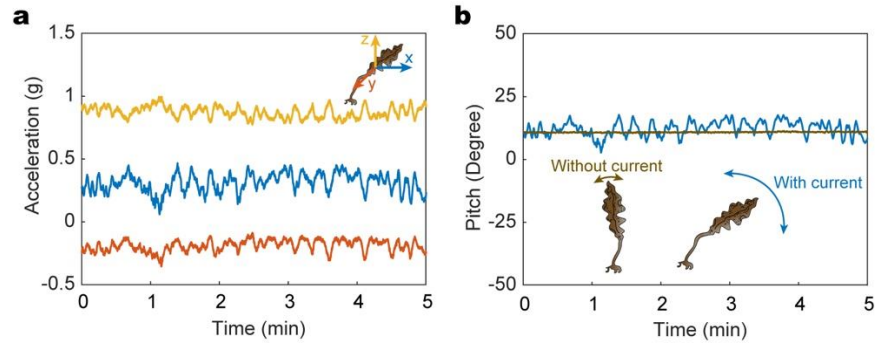 a
1.5
1
0.5
0
-0.5
Acceleration (g)
z
x
y
0 1 2 3 4 5
Time (min)
b
50
25
0
-25
-50
Pitch (Degree)
Without current
With current
0 1 2 3 4 5
Time (min)